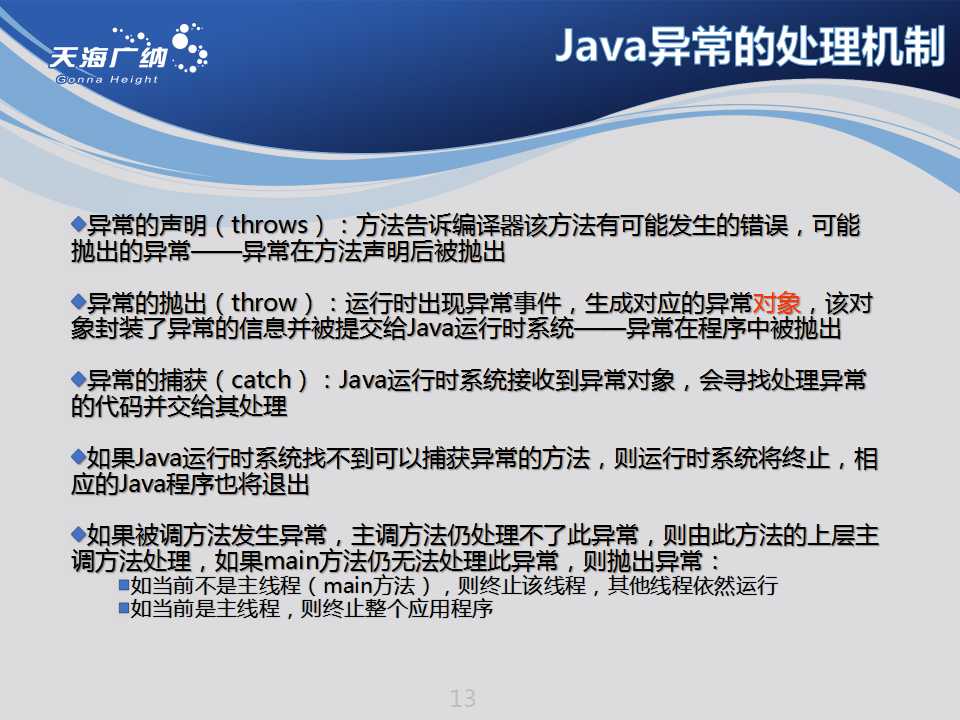 天海广纳
Gonna Height
Java异常的处理机制
异常的声明（throws）：方法告诉编译器该方法有可能发生的错误，可能
抛出的异常——异常在方法声明后被抛出
异常的抛出（throw）：运行时出现异常事件，生成对应的异常对象，该对
象封装了异常的信息并被提交给Java运行时系统——异常在程序中被抛出
异常的捕获（catch）：Java运行时系统接收到异常对象，会寻找处理异常
的代码并交给其处理
如果Java运行时系统找不到可以捕获异常的方法，则运行时系统将终止，相
应的Java程序也将退出
如果被调方法发生异常，主调方法仍处理不了此异常，则由此方法的上层主
调方法处理，如果main方法仍无法处理此异常，则抛出异常：
如当前不是主线程（main方法），则终止该线程，其他线程依然运行
如当前是主线程，则终止整个应用程序
13